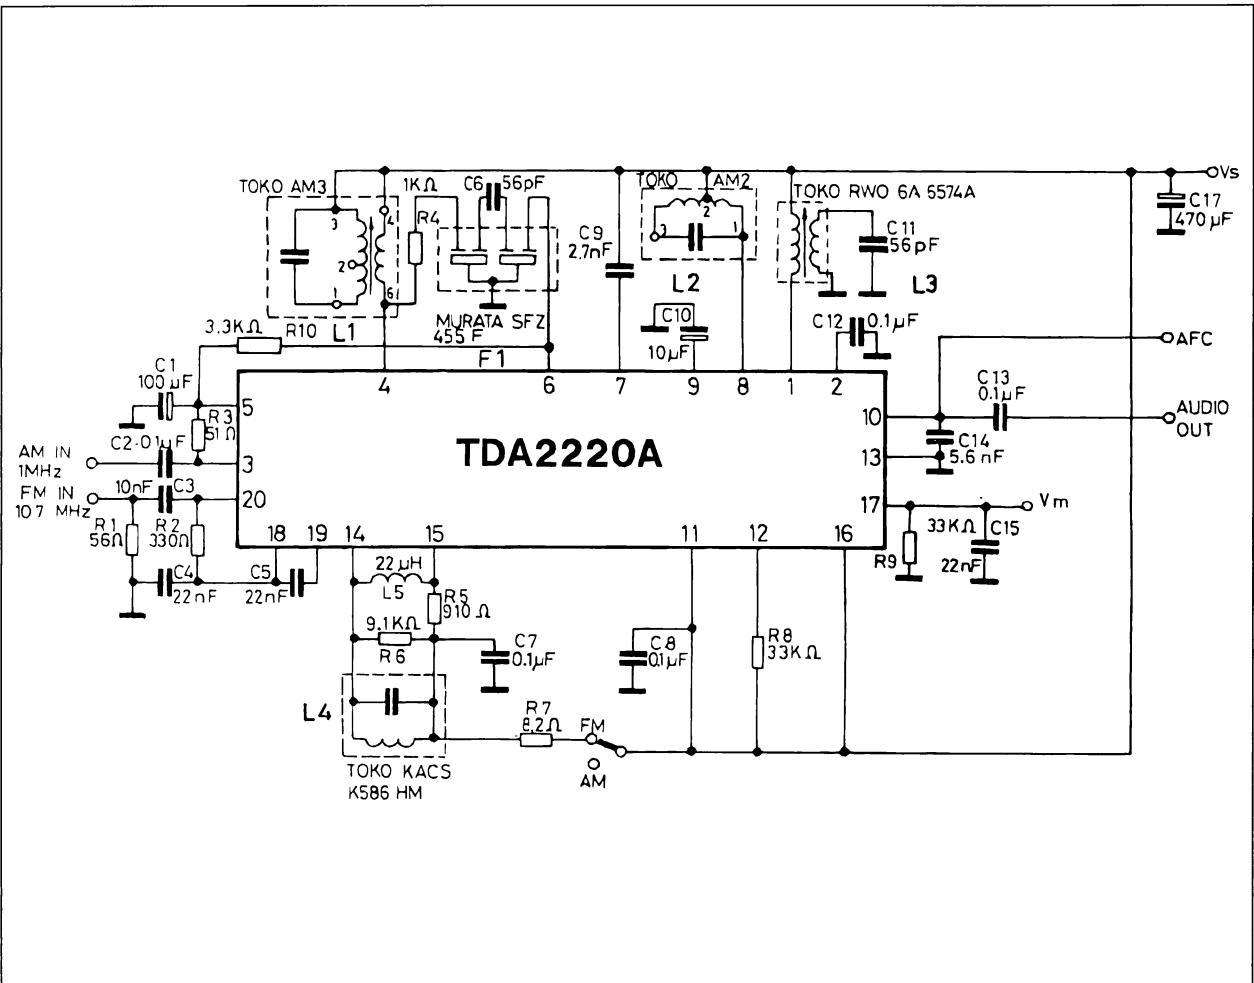 TOKO AM3
1KΩ
C6
56pF
TOKO
AM2
TOKO RWO 6A 5574A
Vs
C17
470µF
3
4
R4
C9
2.7nF
2
3
1
C11
56pF
2
1
6
L1
L2
L3
3.3KΩ
R10
MURATA SFZ
455 F
F1
C10
10µF
C12
0.1µF
AFC
C1
100µF
4
6
7
9
8
1
2
C13
0.1µF
5
R3
51Ω
10
AUDIO
OUT
C2-0.1µF
C14
5.6nF
AM IN
1MHz
3
TDA2220A
13
FM IN
10.7 MHz
10nF
C3
20
17
Vm
R1
56Ω
R2
330Ω
18
19
14
15
11
12
16
33KΩ
C15
R9
22nF
C4
22nF
C5
22nF
22µH
L5
R5
910Ω
9.1KΩ
R6
C7
0.1µF
C8
0.1µF
R8
33KΩ
L4
R7
8.2Ω
FM
AM
TOKO KACS
K586 HM